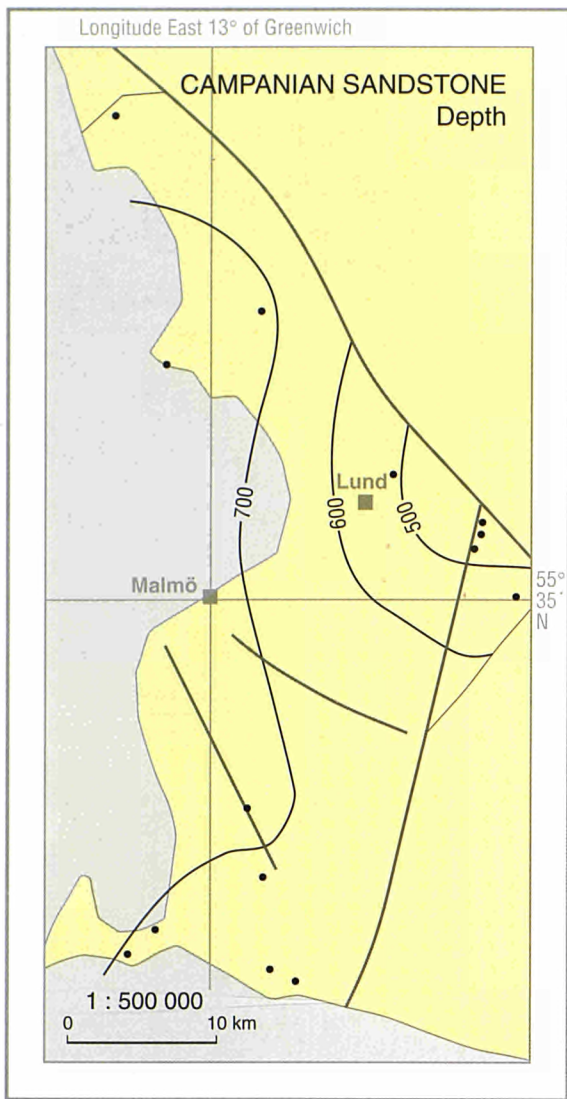 Longitude East 13° of Greenwich
CAMPANIAN SANDSTONE
Depth
Lund
700
600
500
Malmö
55°
35´
N
1 : 500 000
0 10 km